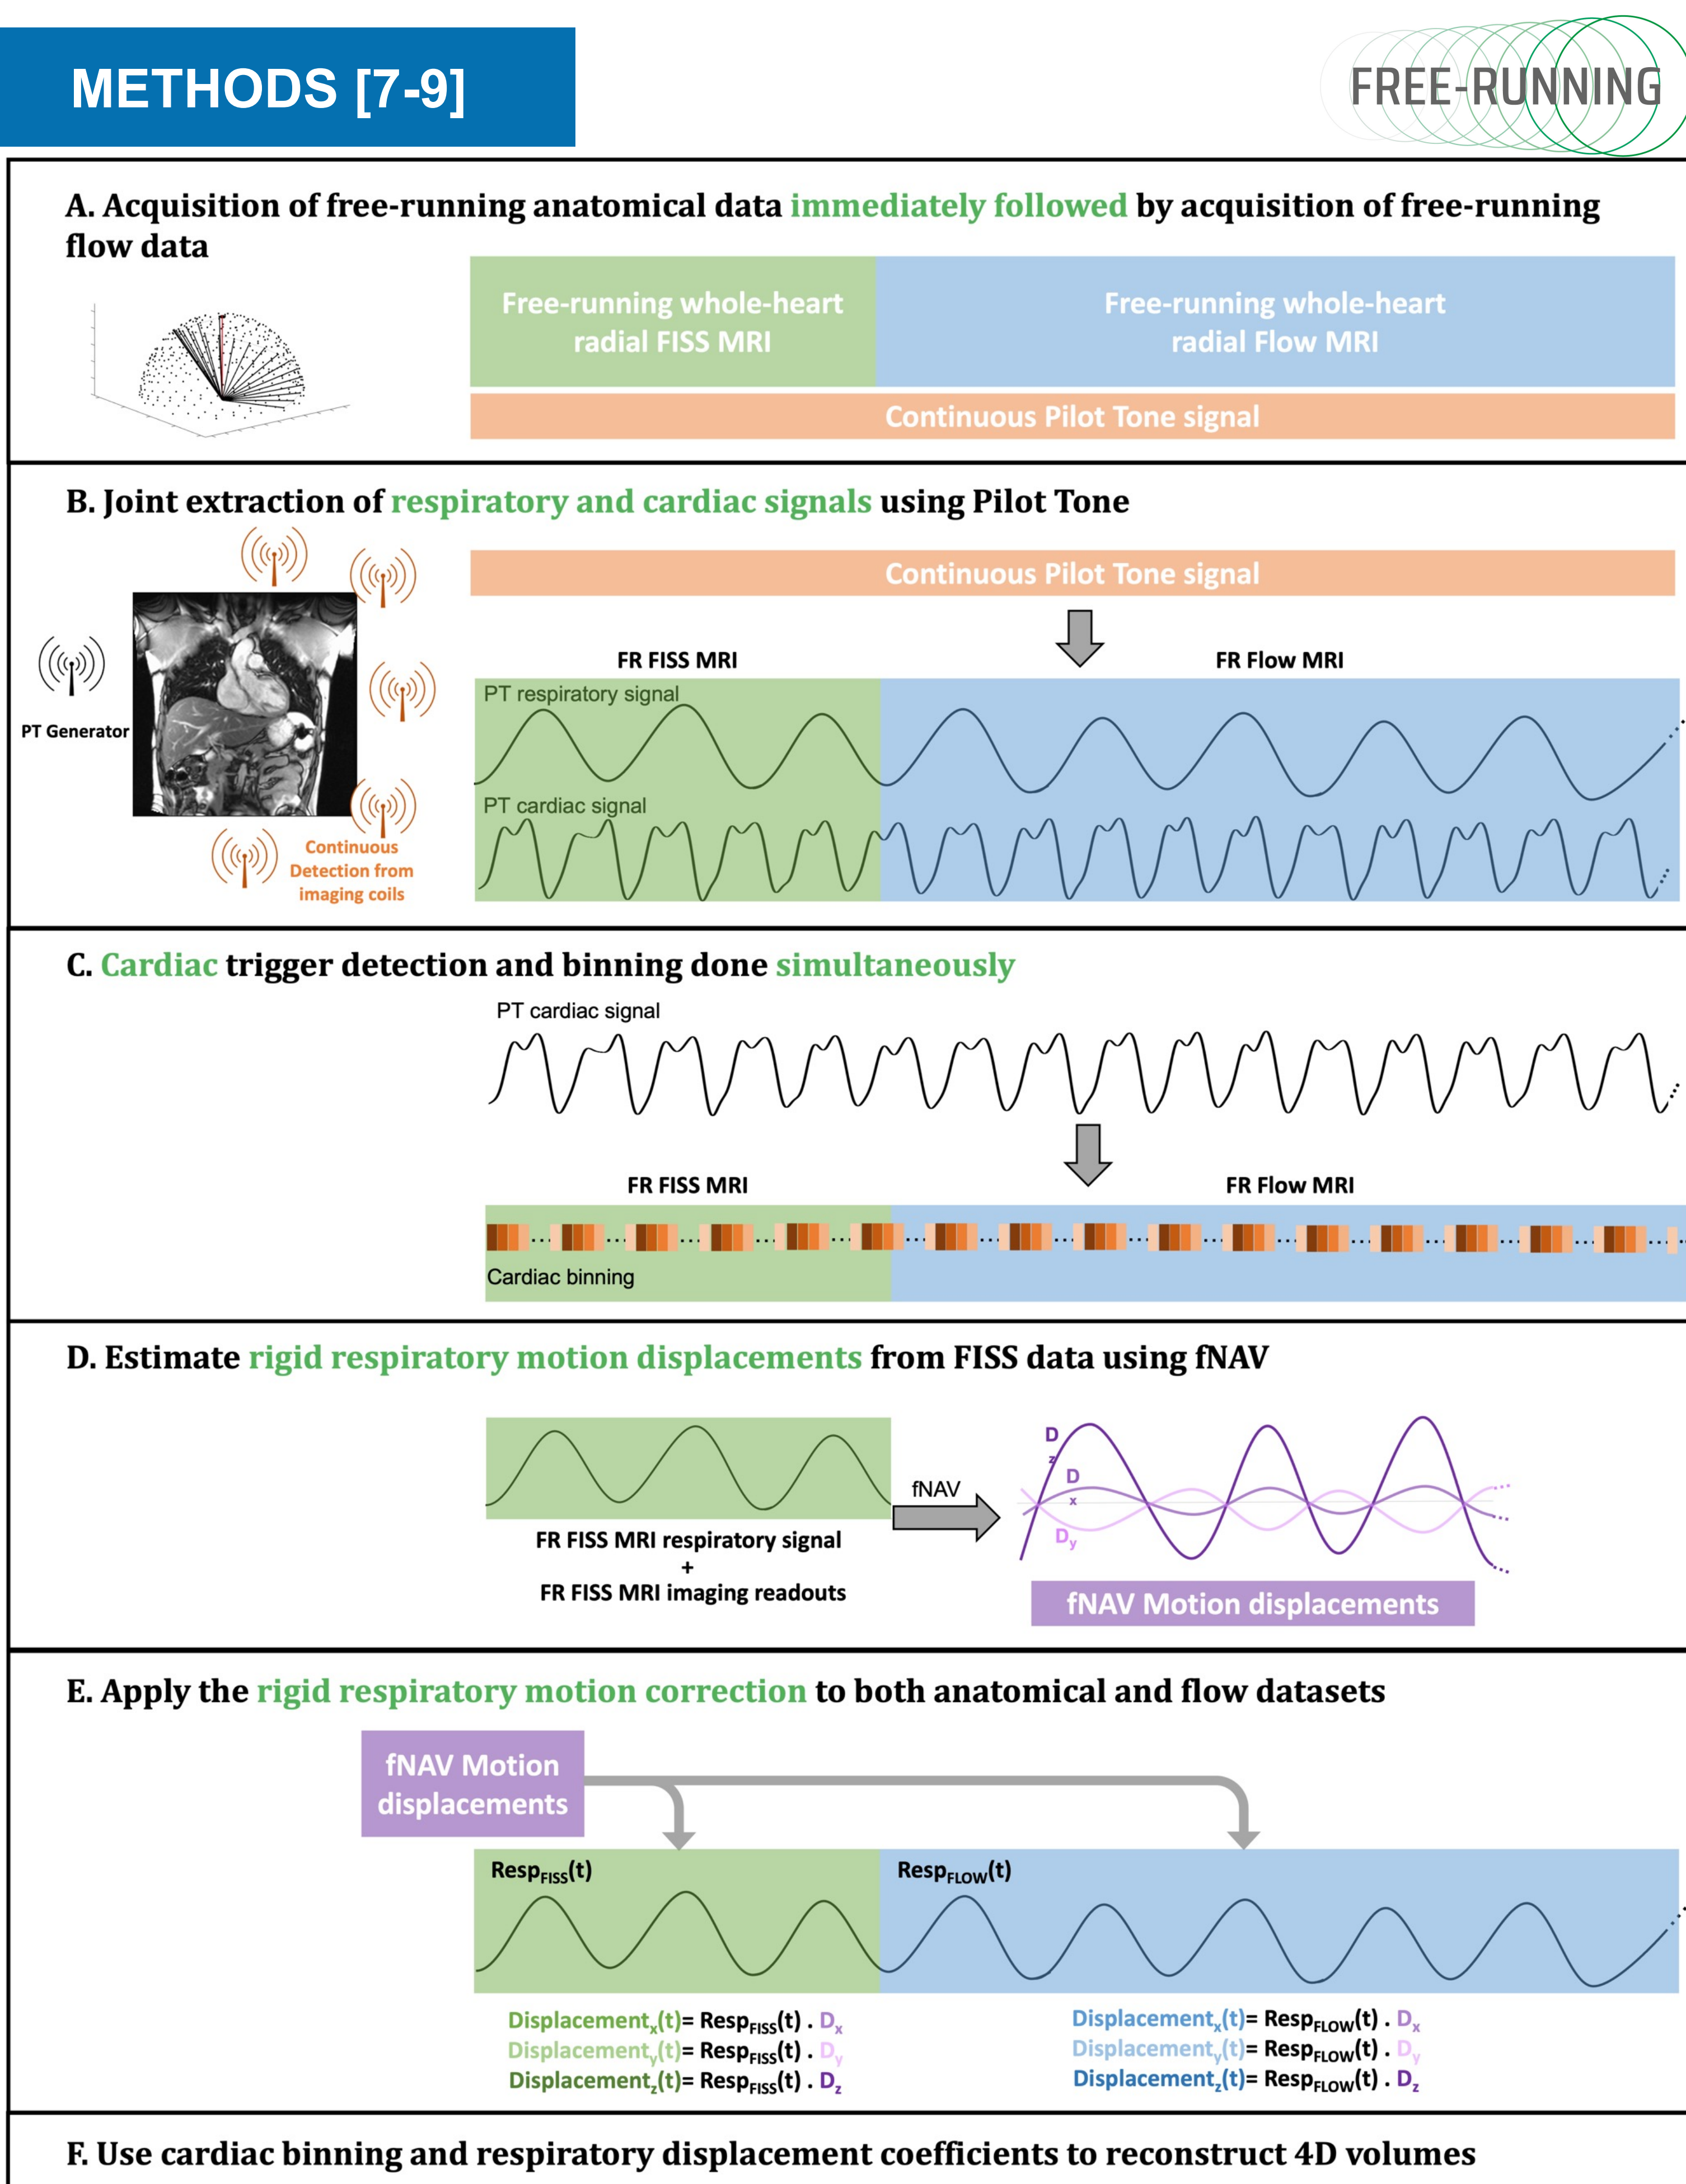 METHODS [7-9]
FREE-RUNNING
A. Acquisition of free-running anatomical data immediately followed by acquisition of free-running
flow data
Free-running whole-heart
radial FISS MRI
Free-running whole-heart
radial Flow MRI
Continuous Pilot Tone signal
B. Joint extraction of respiratory and cardiac signals using Pilot Tone
Continuous Pilot Tone signal
FR FISS MRI
FR Flow MRI
PT respiratory signal
PT Generator
PT cardiac signal
Continuous
Detection from
imaging coils
C. Cardiac trigger detection and binning done simultaneously
PT cardiac signal
FR FISS MRI
FR Flow MRI
Cardiac binning
D. Estimate rigid respiratory motion displacements from FISS data using fNAV
fNAV
D
z
D
x
Dy
FR FISS MRI respiratory signal
+
FR FISS MRI imaging readouts
fNAV Motion displacements
E. Apply the rigid respiratory motion correction to both anatomical and flow datasets
fNAV Motion
displacements
RespFISS(t)
RespFLOW(t)
Displacementx(t)= RespFISS(t) . Dx
Displacementy(t)= RespFISS(t) . Dy
Displacementz(t)= RespFISS(t) . Dz
Displacementx(t)= RespFLOW(t) . Dx
Displacementy(t)= RespFLOW(t) . Dy
Displacementz(t)= RespFLOW(t) . Dz
F. Use cardiac binning and respiratory displacement coefficients to reconstruct 4D volumes